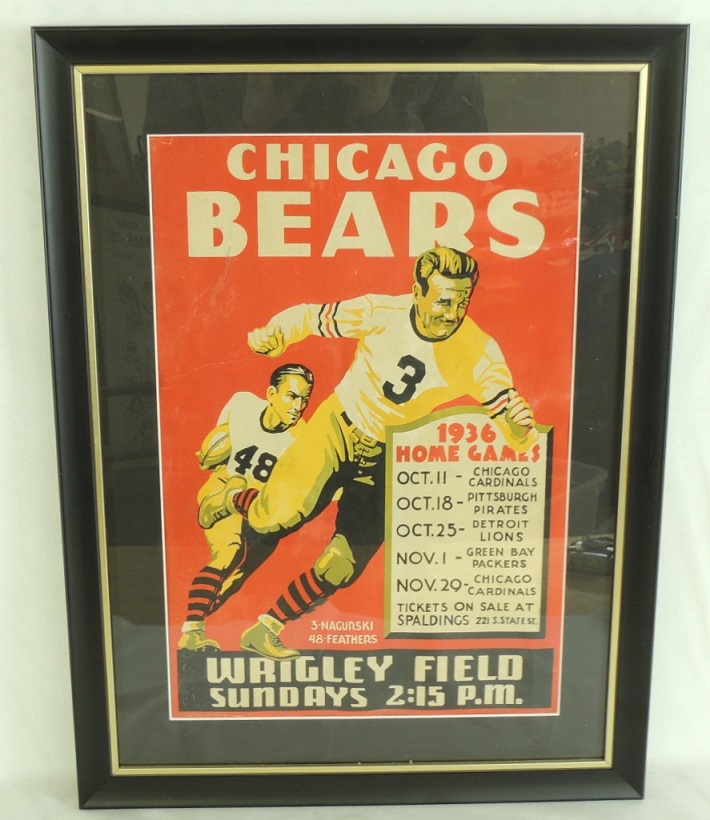 CHICAGO
BEARS
3
48
1936
HOME GAMES
OCT. 11 - CHICAGO CARDINALS
OCT. 18 - PITTSBURGH PIRATES
OCT. 25 - DETROIT LIONS
NOV. 1 - GREEN BAY PACKERS
NOV. 29 - CHICAGO CARDINALS
TICKETS ON SALE AT
SPALDINGS 221 S. STATE ST.
3-NAGURSKI
48-FEATHERS
WRIGLEY FIELD
SUNDAYS 2:15 P.M.